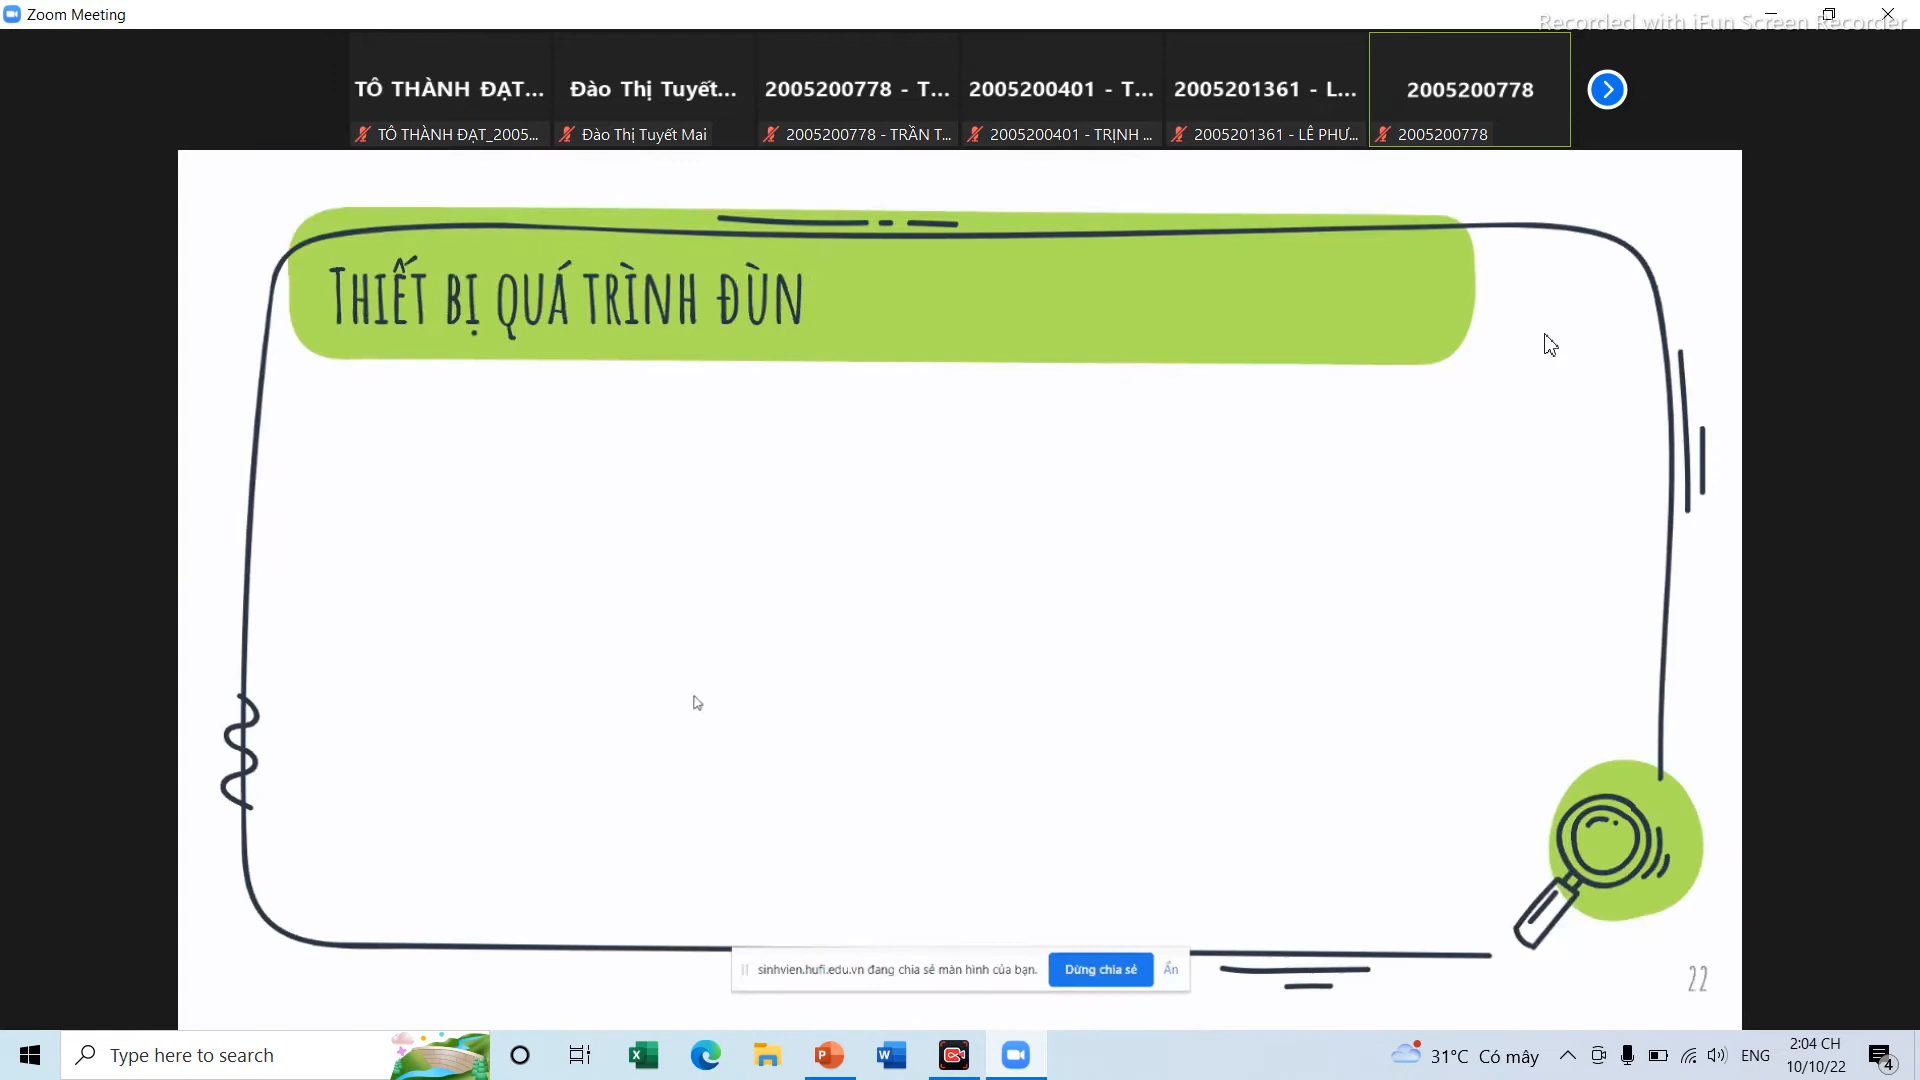 Zoom Meeting
Recorded with iFun Screen Recorder
TÔ THÀNH ĐẠT...
Đào Thị Tuyết...
2005200778 - T...
2005200401 - T...
2005201361 - L...
2005200778
TÔ THÀNH ĐẠT_2005...
Đào Thị Tuyết Mai
2005200778 - TRẦN T...
2005200401 - TRỊNH ...
2005201361 - LÊ PHƯ...
2005200778
Thiết bị quá trình đùn
sinhvien.hufi.edu.vn đang chia sẻ màn hình của bạn.
Dừng chia sẻ
Ẩn
22
Type here to search
31°C Có mây
ENG
2:04 CH
10/10/22
4